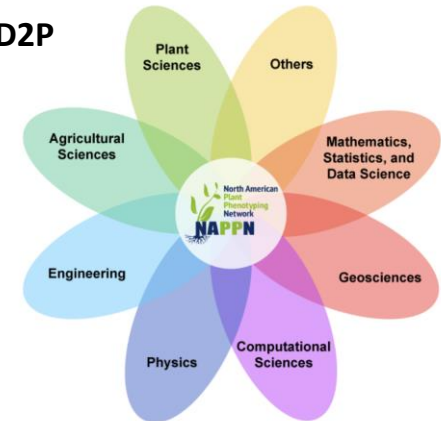 D2P
Plant
Sciences
Others
Agricultural
Sciences
Mathematics,
Statistics, and
Data Science
North American
Plant
Phenotyping
Network
NAPPN
Engineering
Geosciences
Physics
Computational
Sciences